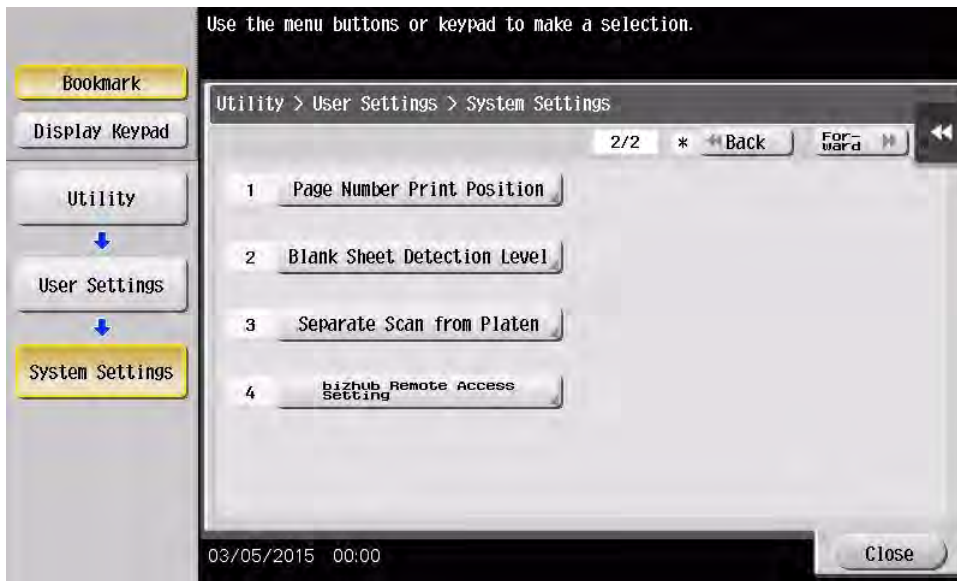 Use the menu buttons or keypad to make a selection.
Bookmark
Display Keypad
Utility
User Settings
System Settings
Utility > User Settings > System Settings
2/2 * Back For-
ward
1 Page Number Print Position
2 Blank Sheet Detection Level
3 Separate Scan from Platen
4 bizhub Remote Access
Setting
03/05/2015 00:00
Close